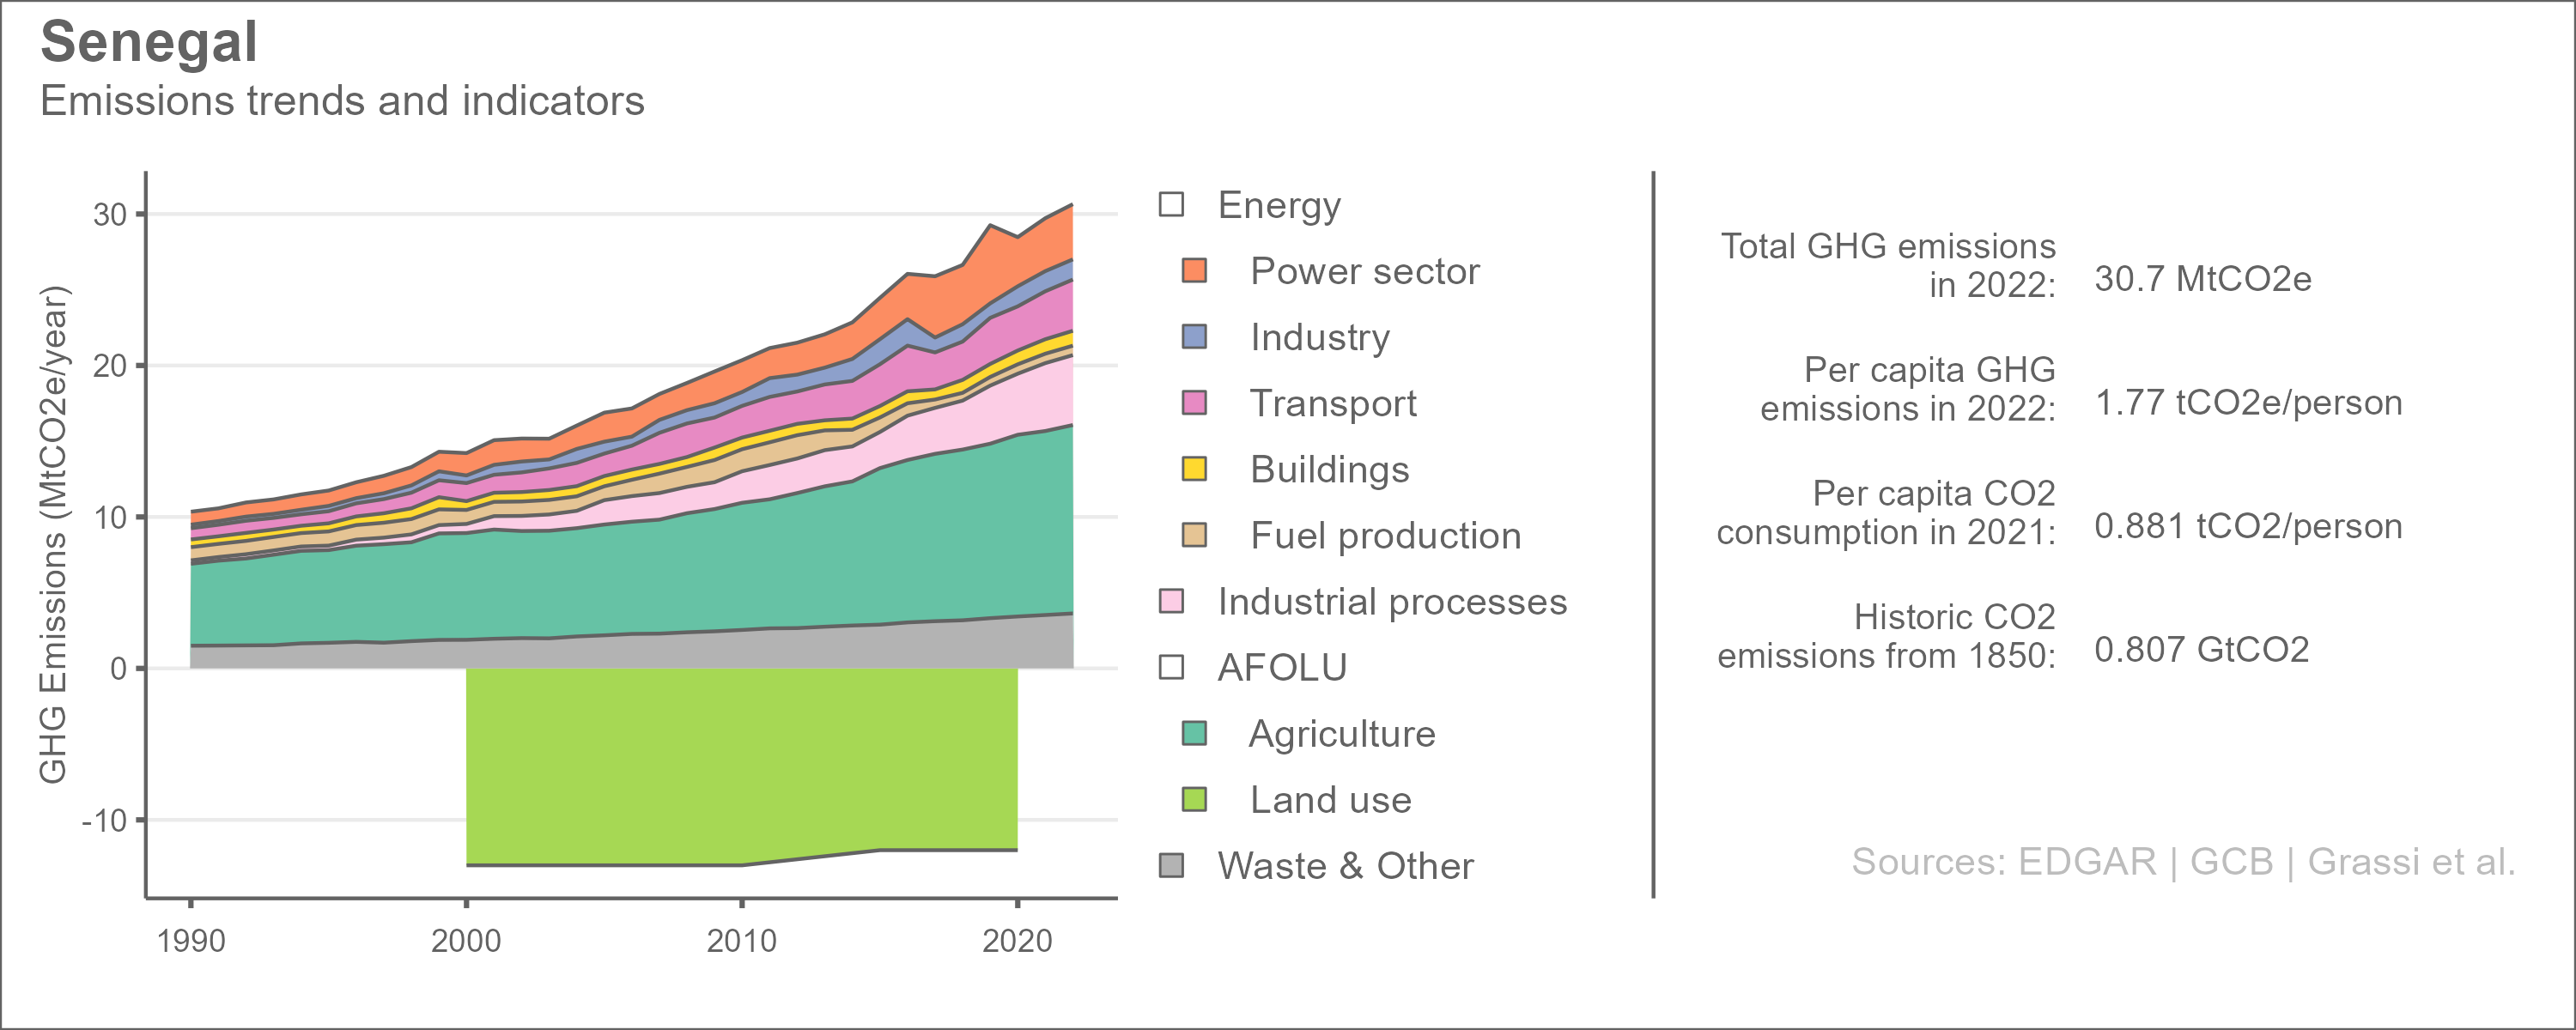 Senegal
Emissions trends and indicators
GHG Emissions (MtCO2e/year)
30
20
10
0
-10
1990
2000
2010
2020
Energy
Power sector
Industry
Transport
Buildings
Fuel production
Industrial processes
AFOLU
Agriculture
Land use
Waste & Other
Total GHG emissions
in 2022:
30.7 MtCO2e
Per capita GHG
emissions in 2022:
1.77 tCO2e/person
Per capita CO2
consumption in 2021:
0.881 tCO2/person
Historic CO2
emissions from 1850:
0.807 GtCO2
Sources: EDGAR | GCB | Grassi et al.